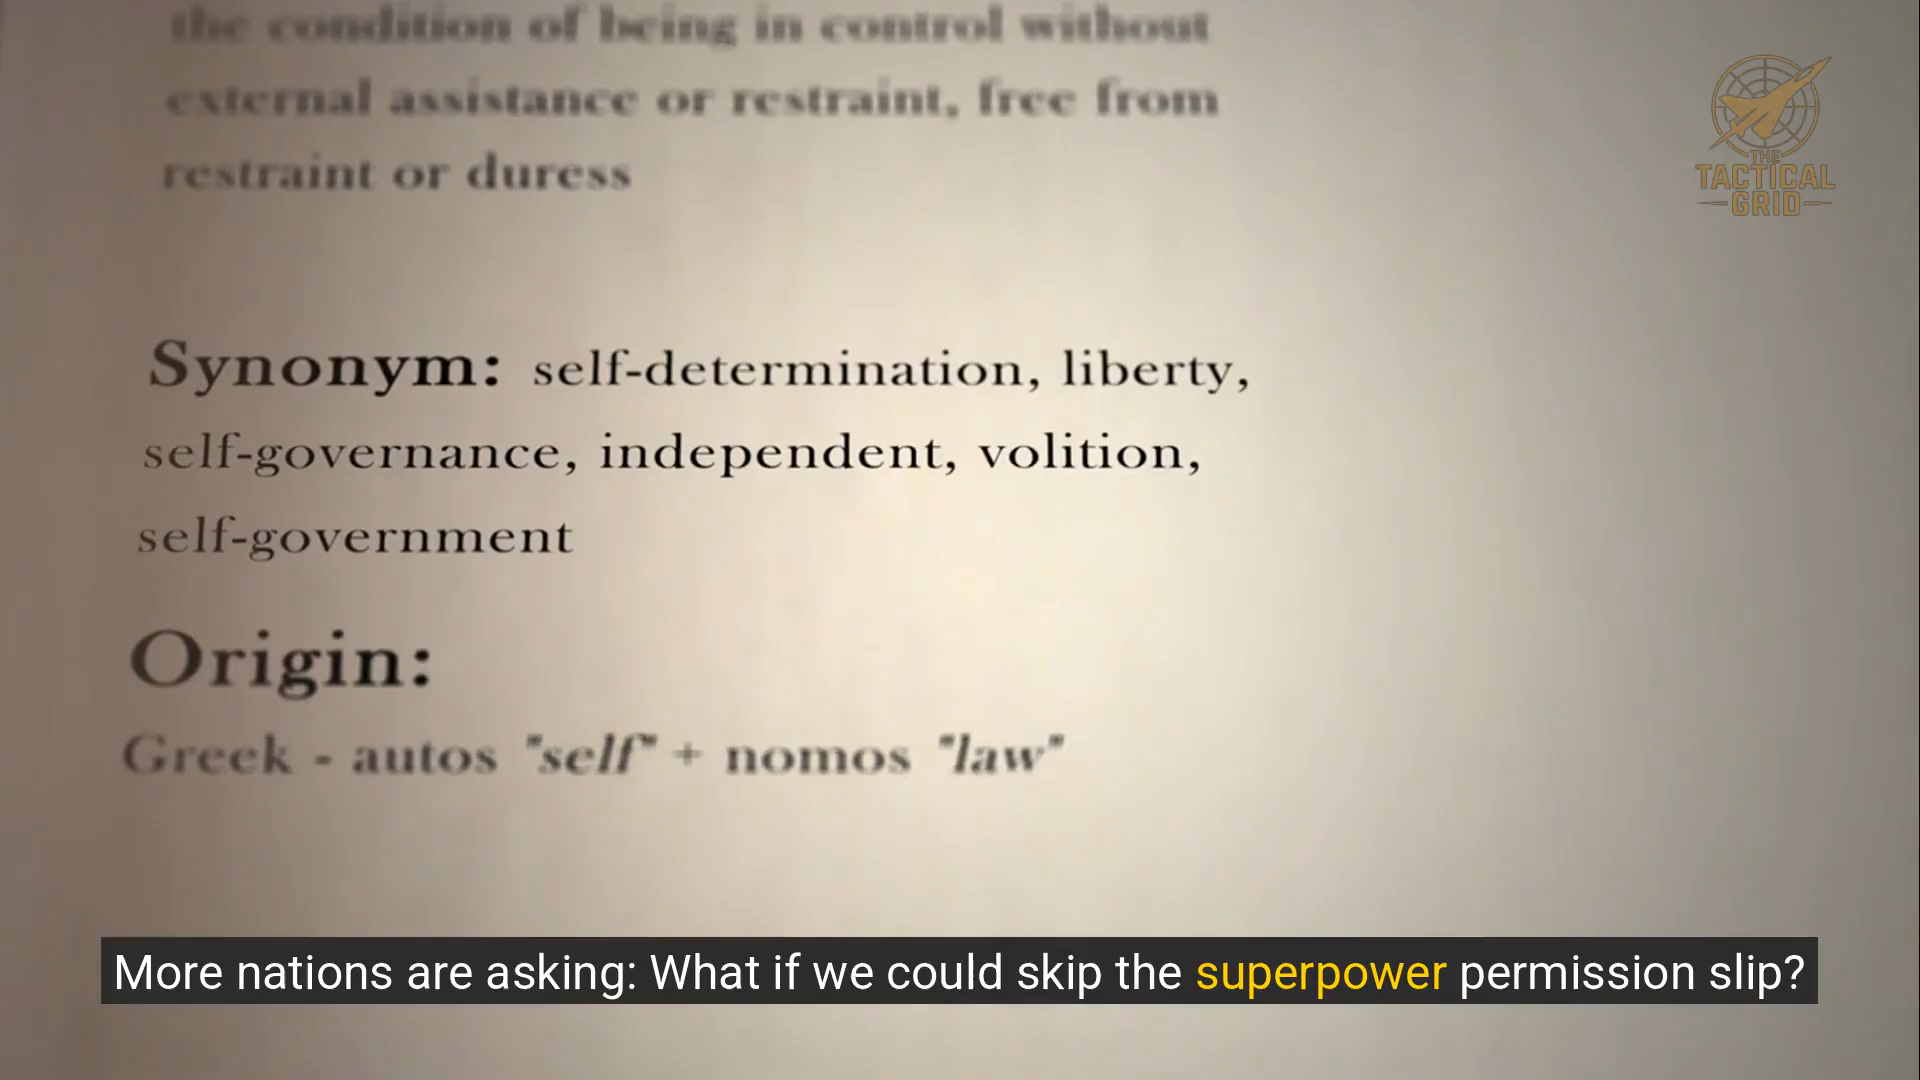 the condition of being in control without
external assistance or restraint, free from
restraint or duress
THE
TACTICAL
GRID
Synonym: self-determination, liberty,
self-governance, independent, volition,
self-government
Origin:
Greek - autos "self" + nomos "law"
More nations are asking: What if we could skip the superpower permission slip?